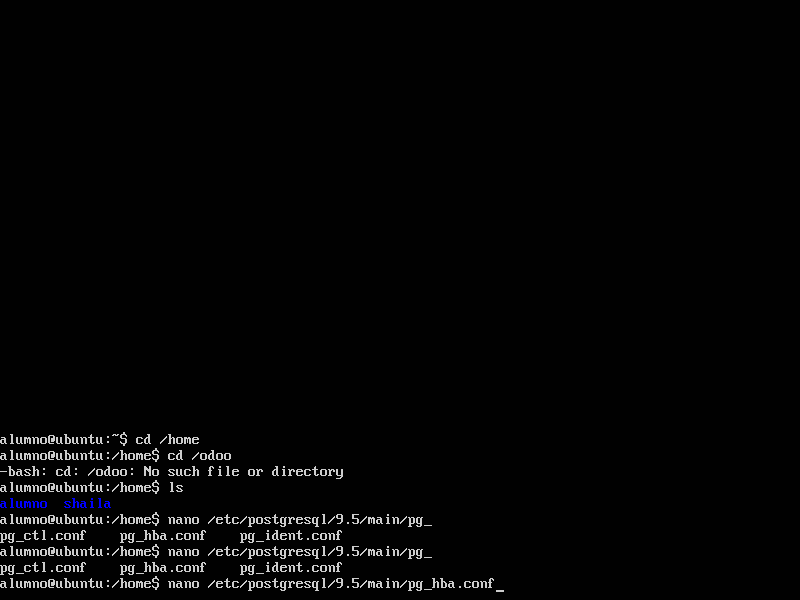 alumno@ubuntu:~$ cd /home
alumno@ubuntu:/home$ cd /odoo
-bash: cd: /odoo: No such file or directory
alumno@ubuntu:/home$ ls
alumno  shaila
alumno@ubuntu:/home$ nano /etc/postgresql/9.5/main/pg_
pg_ctl.conf    pg_hba.conf    pg_ident.conf
alumno@ubuntu:/home$ nano /etc/postgresql/9.5/main/pg_
pg_ctl.conf    pg_hba.conf    pg_ident.conf
alumno@ubuntu:/home$ nano /etc/postgresql/9.5/main/pg_hba.conf_